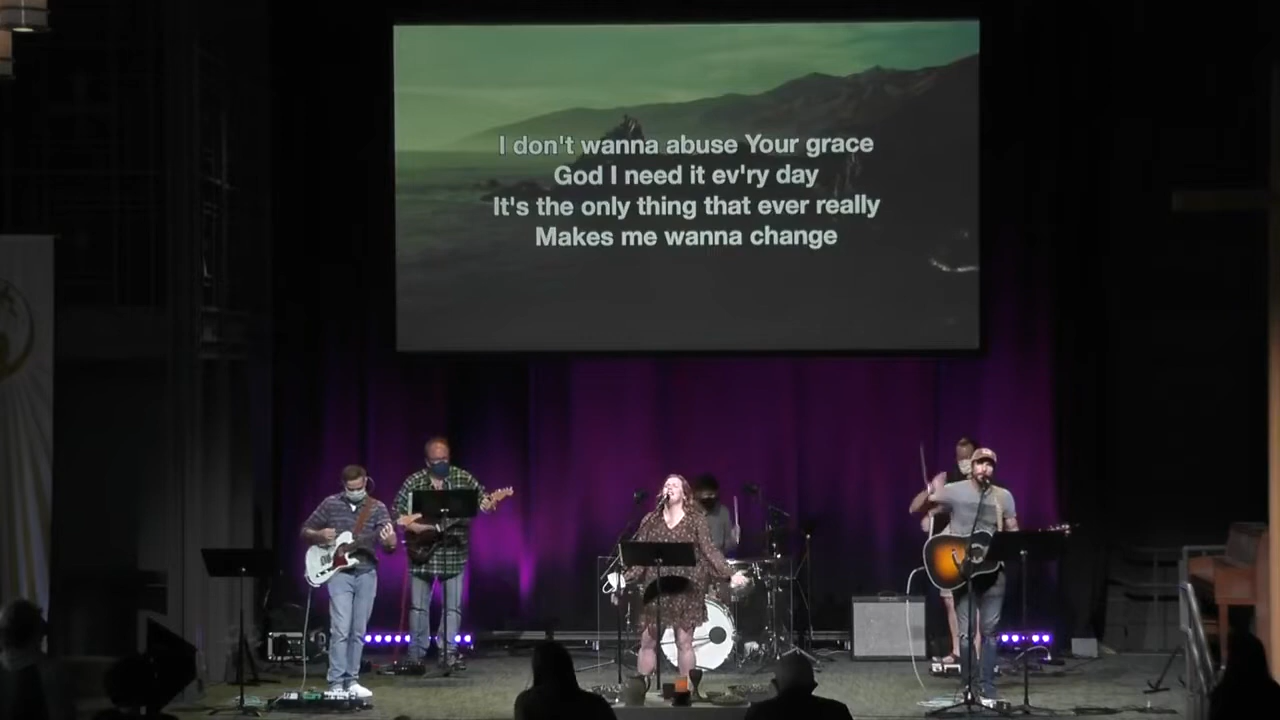 I don't wanna abuse Your grace
God I need it ev'ry day
It's the only thing that ever really
Makes me wanna change